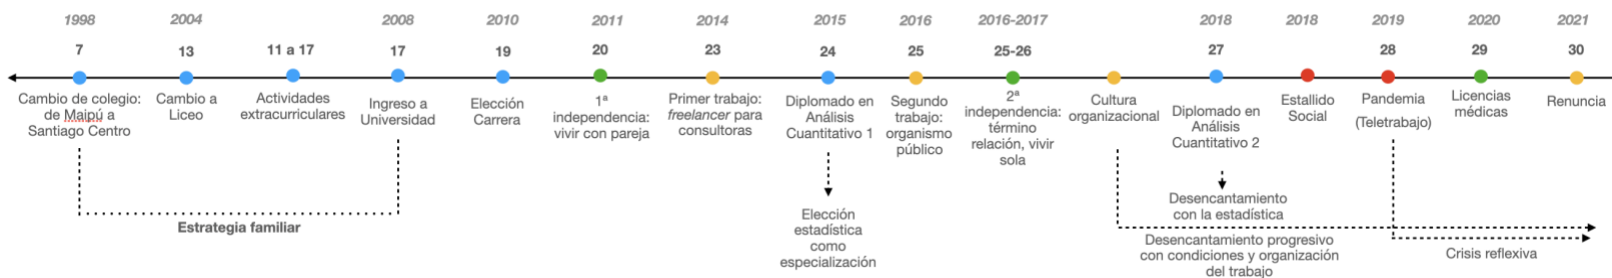 1998
2004
2008
2010
2011
2014
2015
2016
2016-2017
2018
2018
2019
2020
2021
7
13
11 a 17
17
19
20
23
24
25
25-26
27
28
29
30
Cambio de colegio:
de Maipú a
Santiago Centro
Cambio a
Liceo
Actividades
extracurriculares
Ingreso a
Universidad
Elección
Carrera
1ª
independencia:
vivir con pareja
Primer trabajo:
freelancer para
consultoras
Diplomado en
Análisis
Cuantitativo 1
Segundo
trabajo:
organismo
público
2ª
independencia:
término
relación, vivir
sola
Cultura
organizacional
Diplomado en
Análisis
Cuantitativo 2
Estallido
Social
Pandemia
(Teletrabajo)
Licencias
médicas
Renuncia
Estrategia familiar
Elección
estadística
como
especialización
Desencantamiento
con la estadística
Desencantamiento progresivo
con condiciones y organización
del trabajo
Crisis reflexiva